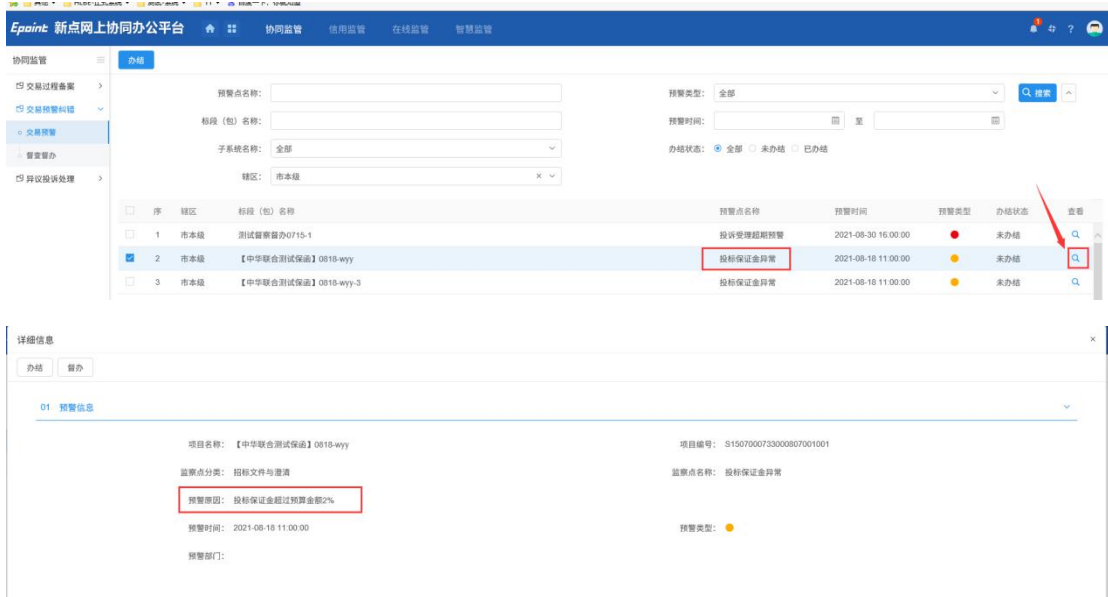 Epoint 新点网上协同办公平台 协同监管 信用监管 在线监管 智慧监管 1 ?
协同监管 办结
交易过程备案 预警点名称: 预警类型: 全部 搜索
交易预警纠错 标段（包）名称: 预警时间: 至
交易预警
督查督办 子系统名称: 全部 办结状态: 全部 未办结 已办结
异议投诉处理 辖区: 市本级
序 辖区 标段（包）名称 预警点名称 预警时间 预警类型 办结状态 查看
1 市本级 测试督察督办0715-1 投诉受理超期预警 2021-08-30 16:00:00 未办结
2 市本级 【中华联合测试保函】0818-wyy 投标保证金异常 2021-08-18 11:00:00 未办结
3 市本级 【中华联合测试保函】0818-wyy-3 投标保证金异常 2021-08-18 11:00:00 未办结
详细信息
办结 督办
01 预警信息
项目名称: 【中华联合测试保函】0818-wyy 项目编号: S1507000733000807001001
监察点分类: 招标文件与澄清 监察点名称: 投标保证金异常
预警原因: 投标保证金超过预算金额2%
预警时间: 2021-08-18 11:00:00 预警类型:
预警部门: